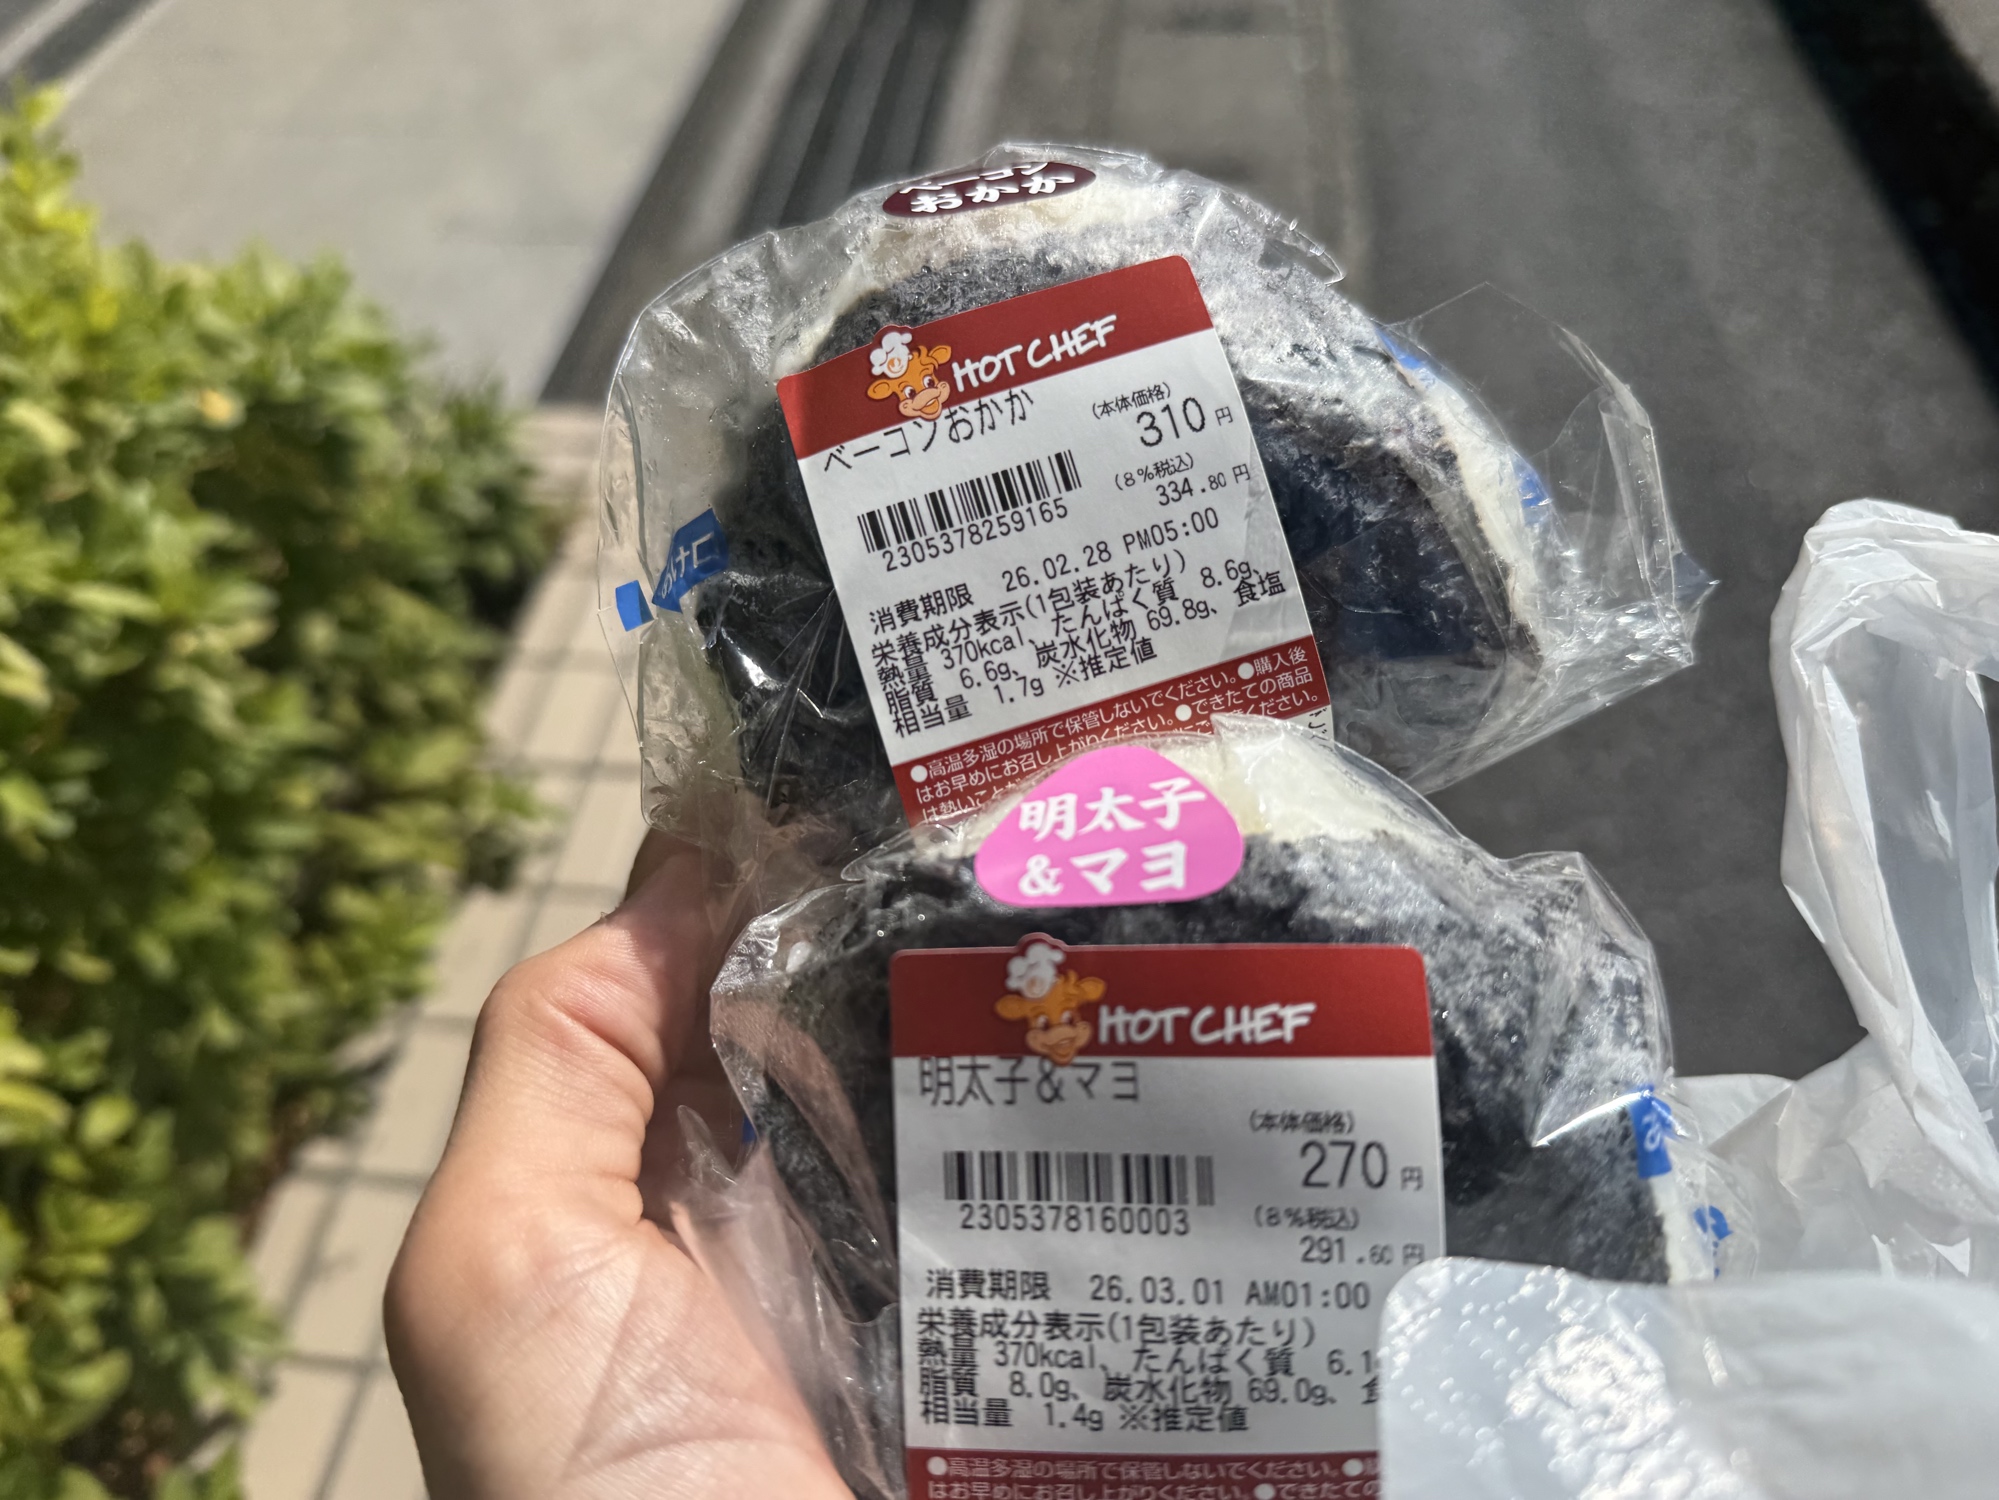 ベーコン
おかか
HOT CHEF
ベーコンおかか
(本体価格)
310円
(8%税込)
334.80円
2305378259165
消費期限 26.02.28 PM05:00
栄養成分表示(1包装あたり)
熱量 370kcal、たんぱく質 8.6g、
脂質 6.6g、炭水化物 69.8g、食塩
相当量 1.7g ※推定値
●高温多湿の場所で保管しないでください。●購入後
はお早めにお召し上がりください。●できたての商品
は熱いことが
ください。
明太子
&マヨ
HOT CHEF
明太子&マヨ
(本体価格)
270円
(8%税込)
291.60円
2305378160003
消費期限 26.03.01 AM01:00
栄養成分表示(1包装あたり)
熱量 370kcal、たんぱく質 6.1
脂質 8.0g、炭水化物 69.0g、
相当量 1.4g ※推定値
●高温多湿の場所で保管しないでください。●
はお早めにお召し上がりください。●できたての